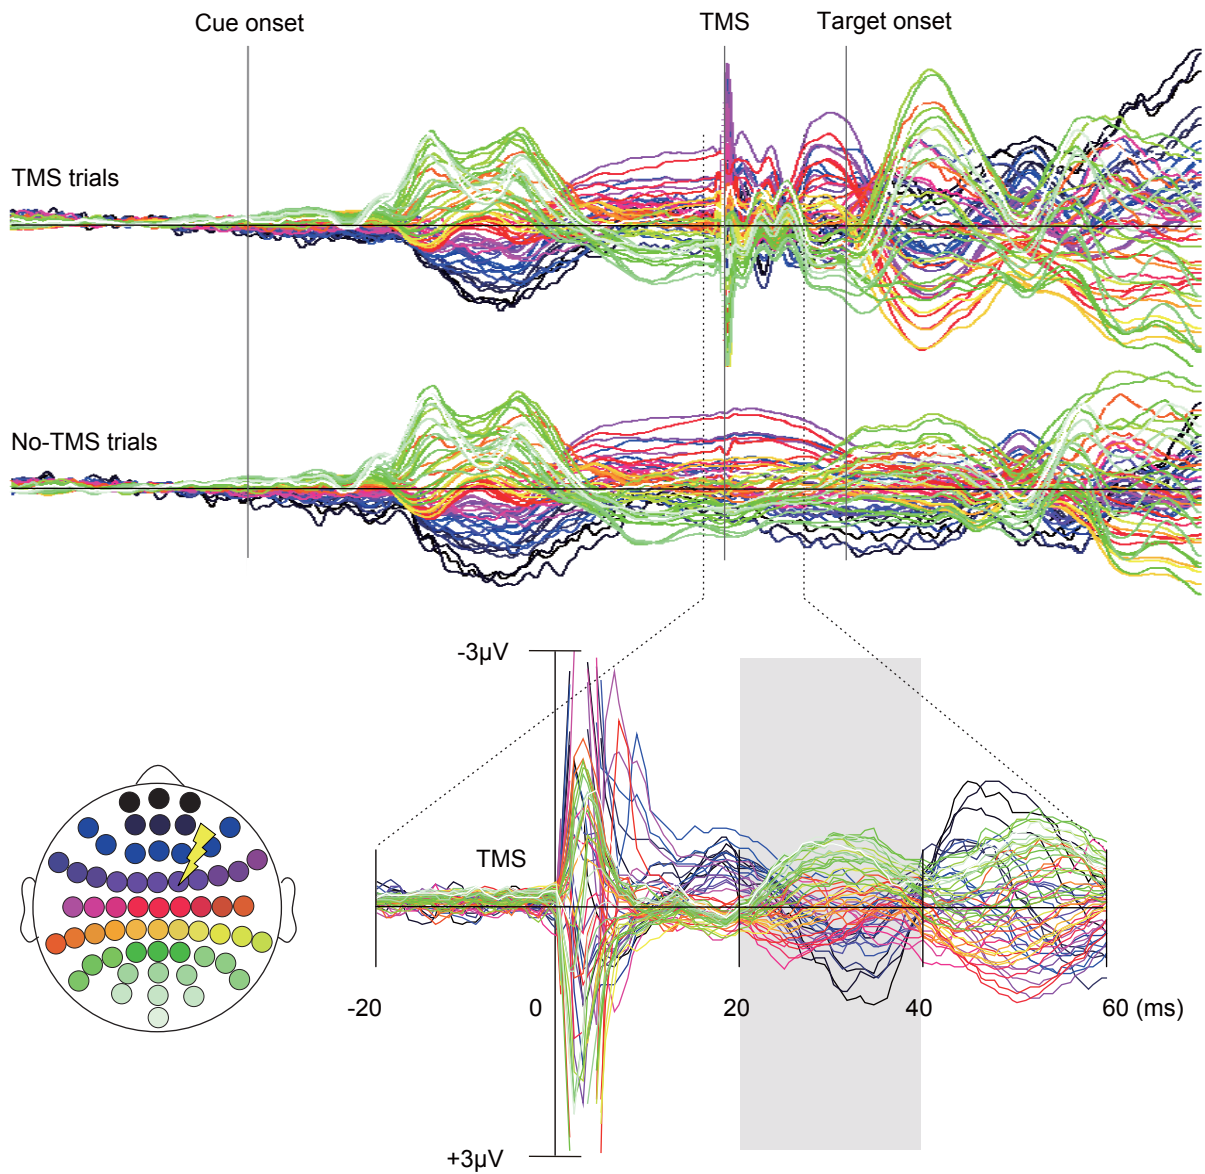 Cue onset
TMS
Target onset
TMS trials
No-TMS trials
-3µV
TMS
-20
0
20
40
60 (ms)
+3µV